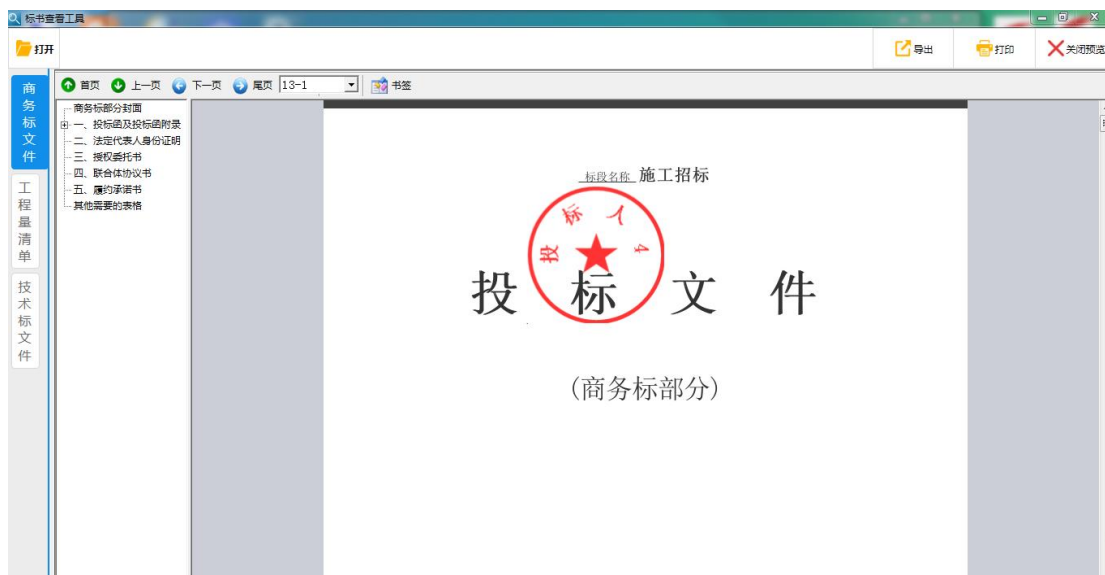 标书查看工具
打开
导出
打印
关闭预览
商务标文件
工程量清单
技术标文件
首页 上一页 下一页 尾页 13-1 书签
商务标部分封面
一、投标函及投标函附录
二、法定代表人身份证明
三、授权委托书
四、联合体协议书
五、履约承诺书
其他需要的表格
标段名称 施工招标
投标人4
投标文件
(商务标部分)